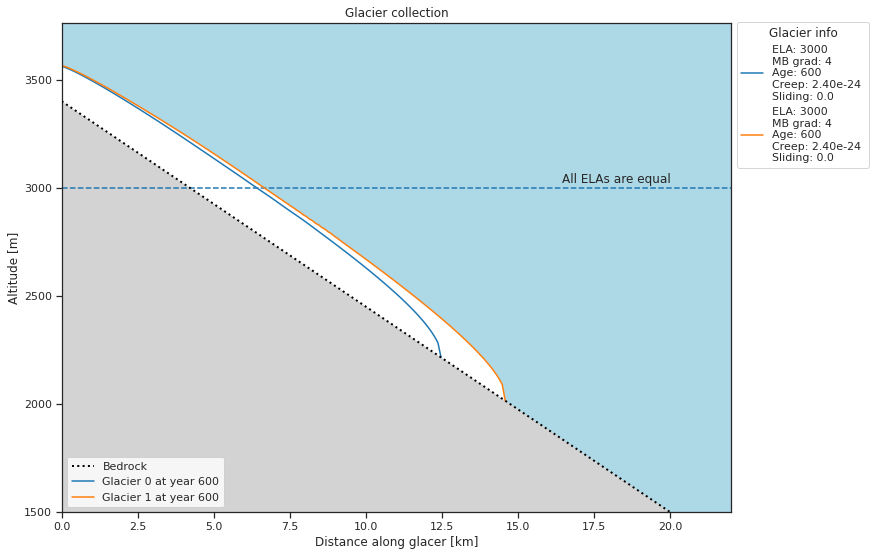 Glacier collection
Altitude [m]
3500
3000
2500
2000
1500
All ELAs are equal
Bedrock
Glacier 0 at year 600
Glacier 1 at year 600
0.0 2.5 5.0 7.5 10.0 12.5 15.0 17.5 20.0
Distance along glacer [km]
Glacier info
ELA: 3000
MB grad: 4
Age: 600
Creep: 2.40e-24
Sliding: 0.0
ELA: 3000
MB grad: 4
Age: 600
Creep: 2.40e-24
Sliding: 0.0